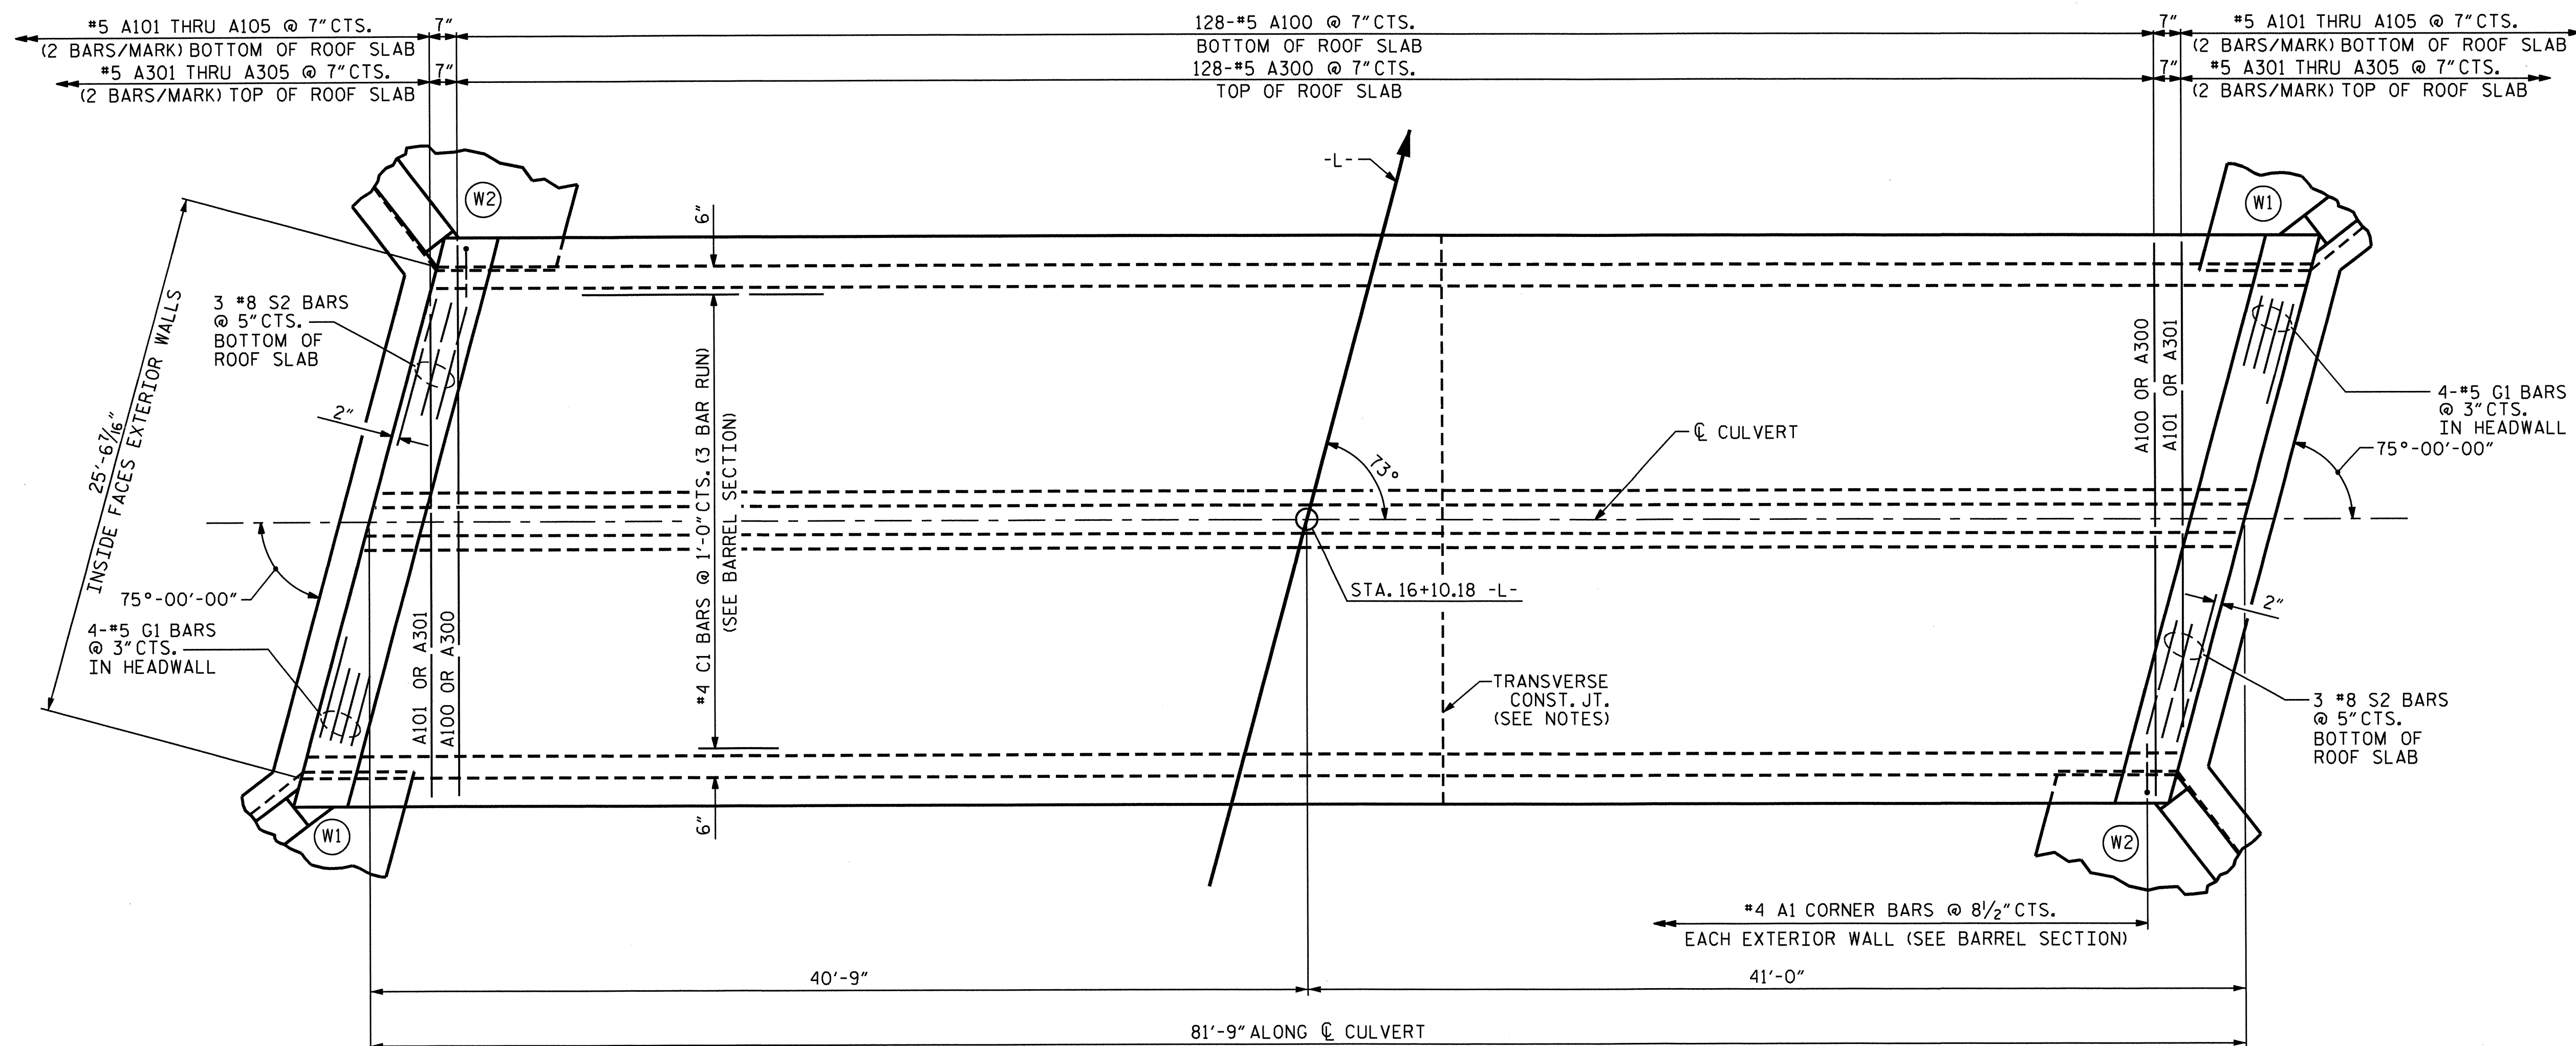 #5 A101 THRU A105 @ 7" CTS.
(2 BARS/MARK) BOTTOM OF ROOF SLAB
7"
128-#5 A100 @ 7" CTS.
BOTTOM OF ROOF SLAB
7"
#5 A101 THRU A105 @ 7" CTS.
(2 BARS/MARK) BOTTOM OF ROOF SLAB
#5 A301 THRU A305 @ 7" CTS.
(2 BARS/MARK) TOP OF ROOF SLAB
7"
128-#5 A300 @ 7" CTS.
TOP OF ROOF SLAB
7"
#5 A301 THRU A305 @ 7" CTS.
(2 BARS/MARK) TOP OF ROOF SLAB
-L-
W2
W1
6"
25'-6 7/16"
INSIDE FACES EXTERIOR WALLS
3 #8 S2 BARS
@ 5" CTS.
BOTTOM OF
ROOF SLAB
2"
#4 C1 BARS @ 1'-0" CTS. (3 BAR RUN)
(SEE BARREL SECTION)
73°
℄ CULVERT
A100 OR A300
A101 OR A301
4-#5 G1 BARS
@ 3" CTS.
IN HEADWALL
75°-00'-00"
75°-00'-00"
4-#5 G1 BARS
@ 3" CTS.
IN HEADWALL
A101 OR A301
A100 OR A300
STA. 16+10.18 -L-
2"
TRANSVERSE
CONST. JT.
(SEE NOTES)
3 #8 S2 BARS
@ 5" CTS.
BOTTOM OF
ROOF SLAB
W1
6"
W2
#4 A1 CORNER BARS @ 8 1/2" CTS.
EACH EXTERIOR WALL (SEE BARREL SECTION)
40'-9"
41'-0"
81'-9" ALONG ℄ CULVERT